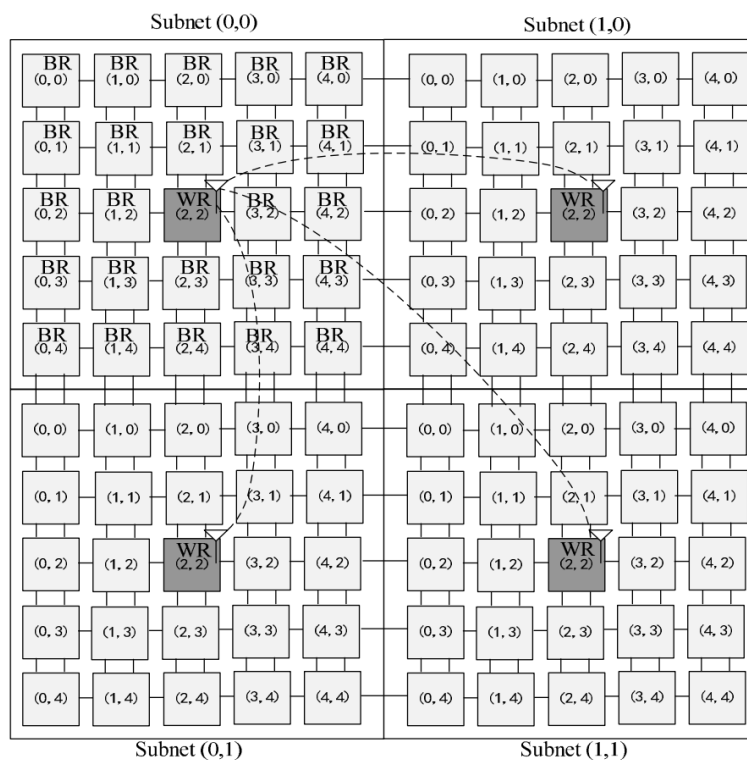 Subnet (0,0) Subnet (1,0)
BR BR BR BR BR
(0, 0) (1, 0) (2, 0) (3, 0) (4, 0) (0, 0) (1, 0) (2, 0) (3, 0) (4, 0)
BR BR BR BR BR
(0, 1) (1, 1) (2, 1) (3, 1) (4, 1) (0, 1) (1, 1) (2, 1) (3, 1) (4, 1)
BR BR WR BR BR WR
(0, 2) (1, 2) (2, 2) (3, 2) (4, 2) (0, 2) (1, 2) (2, 2) (3, 2) (4, 2)
BR BR BR BR BR
(0, 3) (1, 3) (2, 3) (3, 3) (4, 3) (0, 3) (1, 3) (2, 3) (3, 3) (4, 3)
BR BR BR BR BR
(0, 4) (1, 4) (2, 4) (3, 4) (4, 4) (0, 4) (1, 4) (2, 4) (3, 4) (4, 4)
(0, 0) (1, 0) (2, 0) (3, 0) (4, 0) (0, 0) (1, 0) (2, 0) (3, 0) (4, 0)
(0, 1) (1, 1) (2, 1) (3, 1) (4, 1) (0, 1) (1, 1) (2, 1) (3, 1) (4, 1)
WR WR
(0, 2) (1, 2) (2, 2) (3, 2) (4, 2) (0, 2) (1, 2) (2, 2) (3, 2) (4, 2)
(0, 3) (1, 3) (2, 3) (3, 3) (4, 3) (0, 3) (1, 3) (2, 3) (3, 3) (4, 3)
(0, 4) (1, 4) (2, 4) (3, 4) (4, 4) (0, 4) (1, 4) (2, 4) (3, 4) (4, 4)
Subnet (0,1) Subnet (1,1)